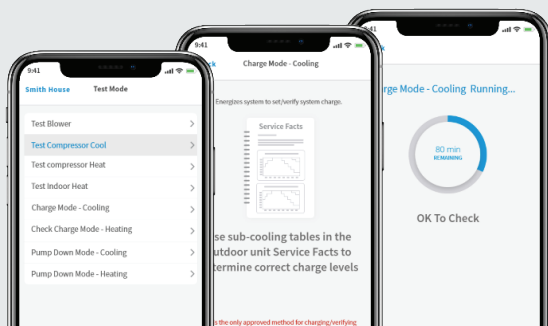 9:41
Smith House
Test Mode
Test Blower
Test Compressor Cool
Test compressor Heat
Test Indoor Heat
Charge Mode - Cooling
Check Charge Mode - Heating
Pump Down Mode - Cooling
Pump Down Mode - Heating
9:41
ck
Charge Mode - Cooling
Energizes system to set/verify system charge.
Service Facts
se sub-cooling tables in the
utdoor unit Service Facts to
termine correct charge levels
is the only approved method for charging/verifying
9:41
k
rge Mode - Cooling Running...
80 min
REMAINING
OK To Check